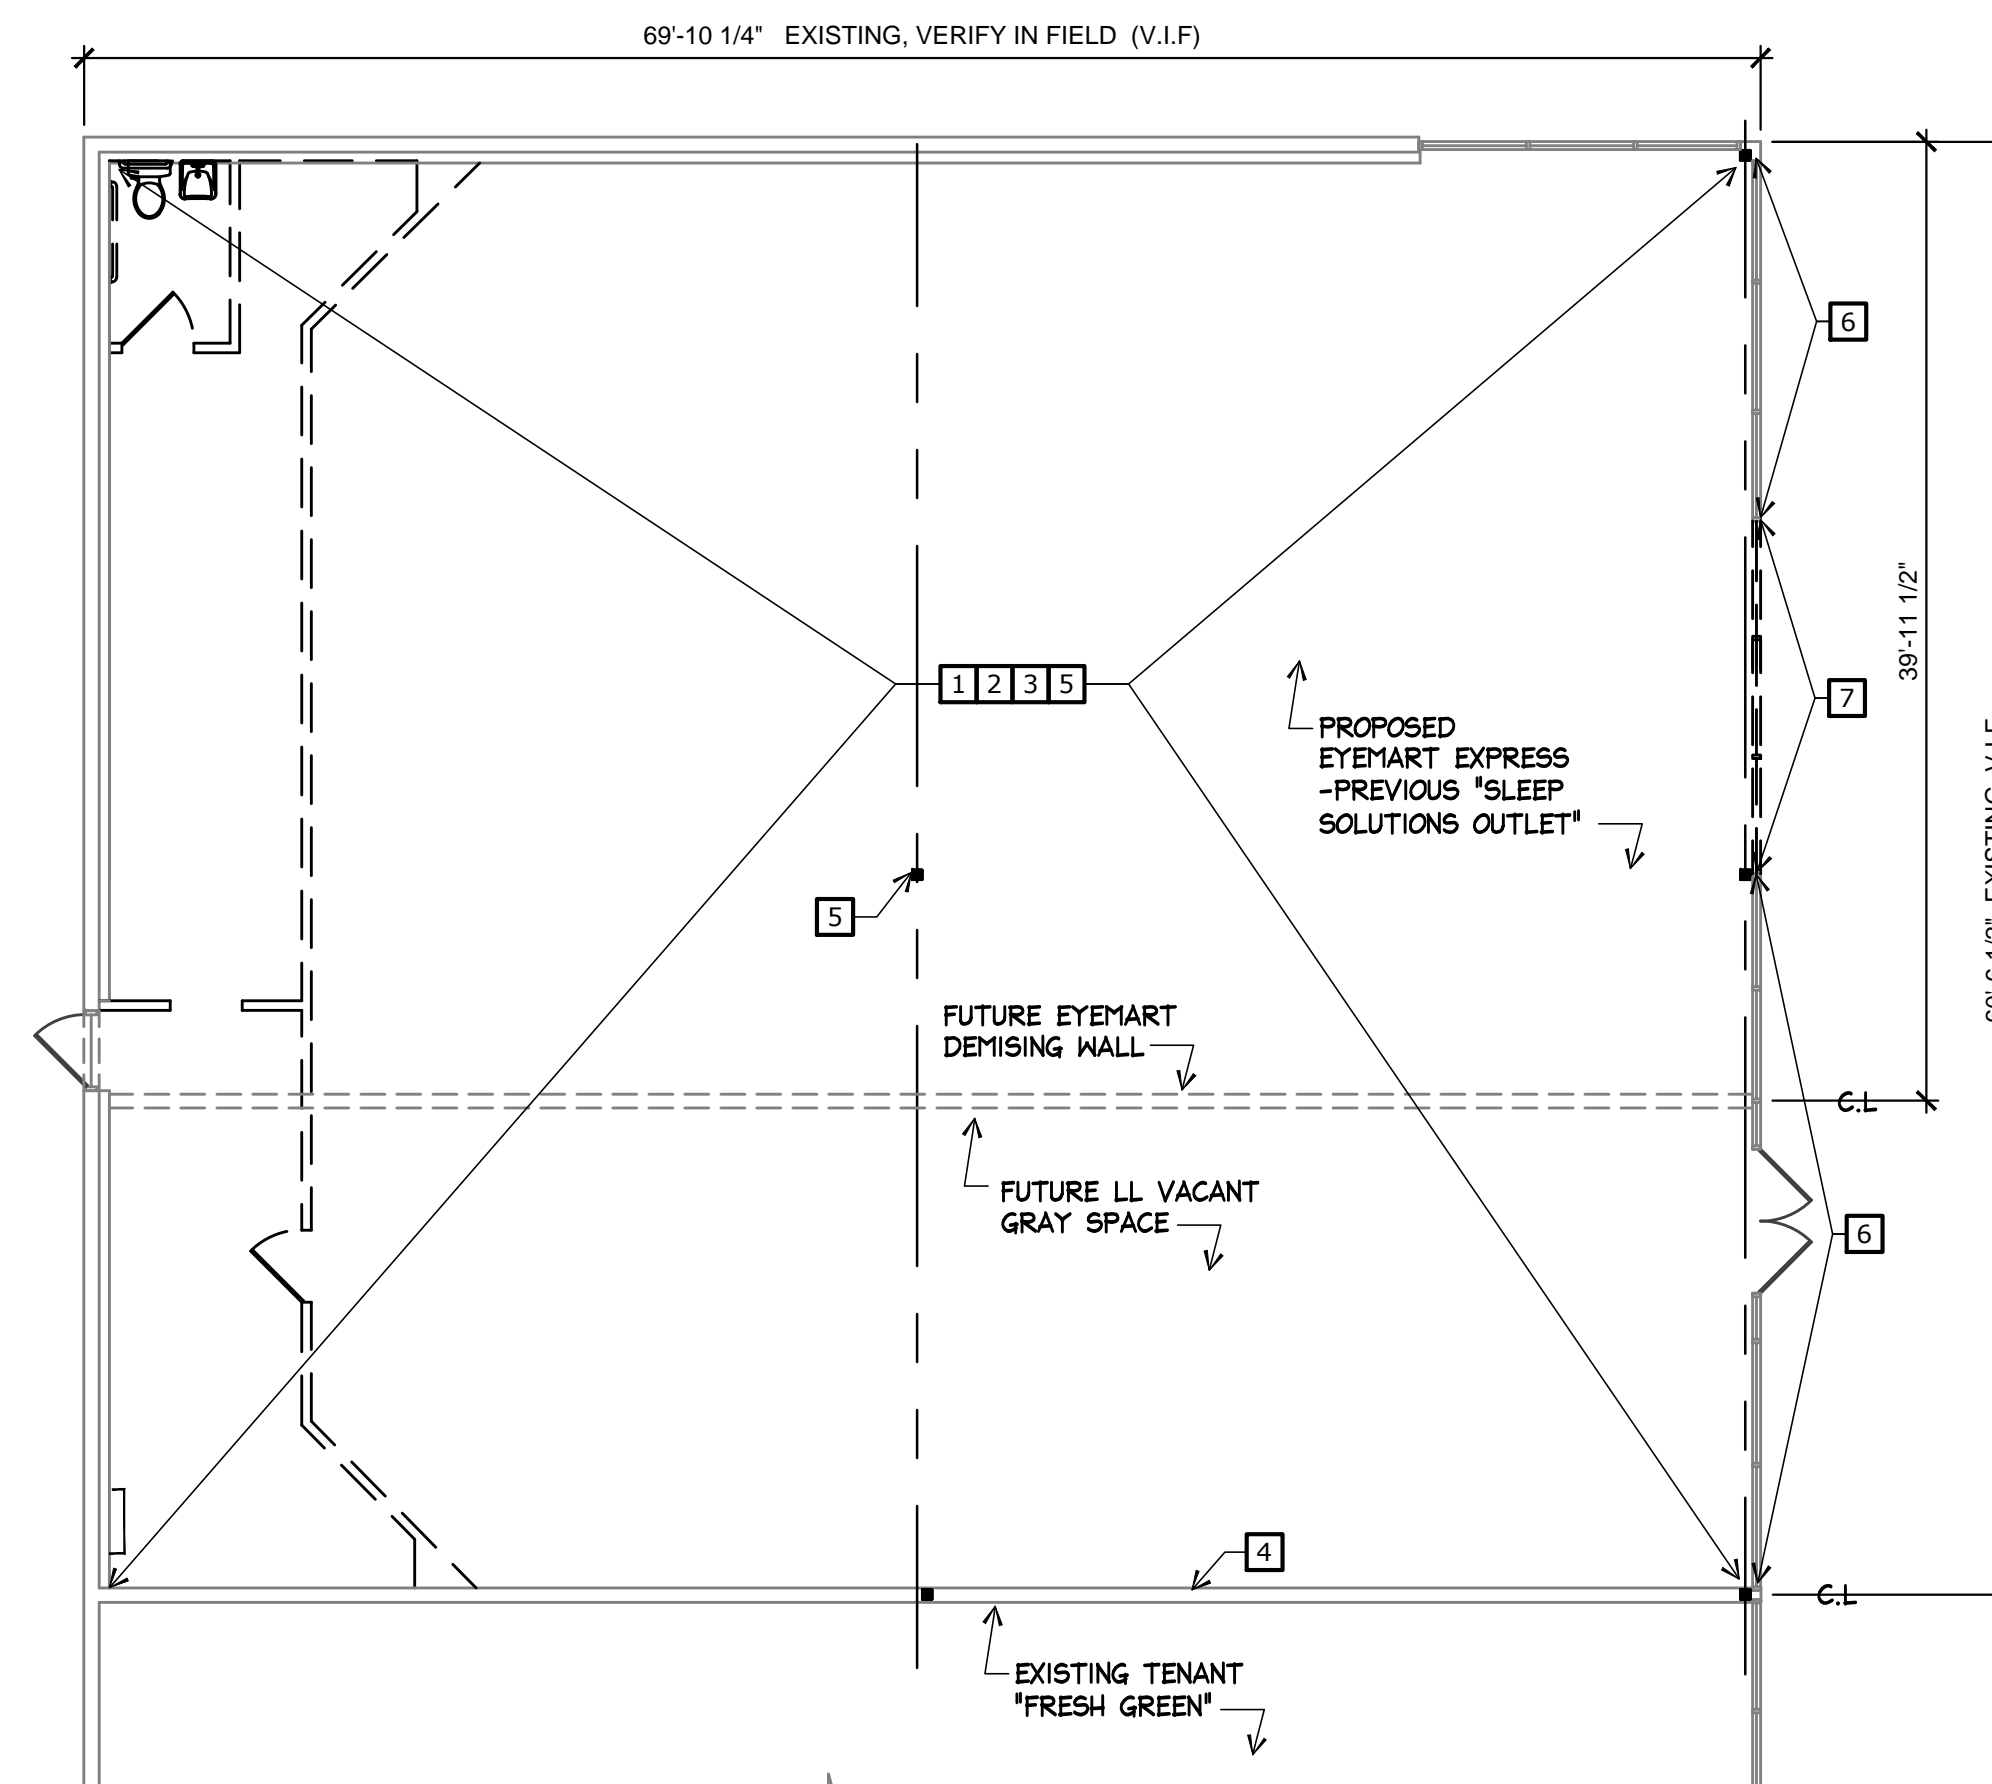 69'-10 1/4" EXISTING, VERIFY IN FIELD (V.I.F)
6
39'-11 1/2"
7
1 2 3 5
PROPOSED
EYEMART EXPRESS
-PREVIOUS "SLEEP
SOLUTIONS OUTLET"
5
FUTURE EYEMART
DEMISING WALL
C.L
FUTURE LL VACANT
GRAY SPACE
6
4
C.L
EXISTING TENANT
"FRESH GREEN"